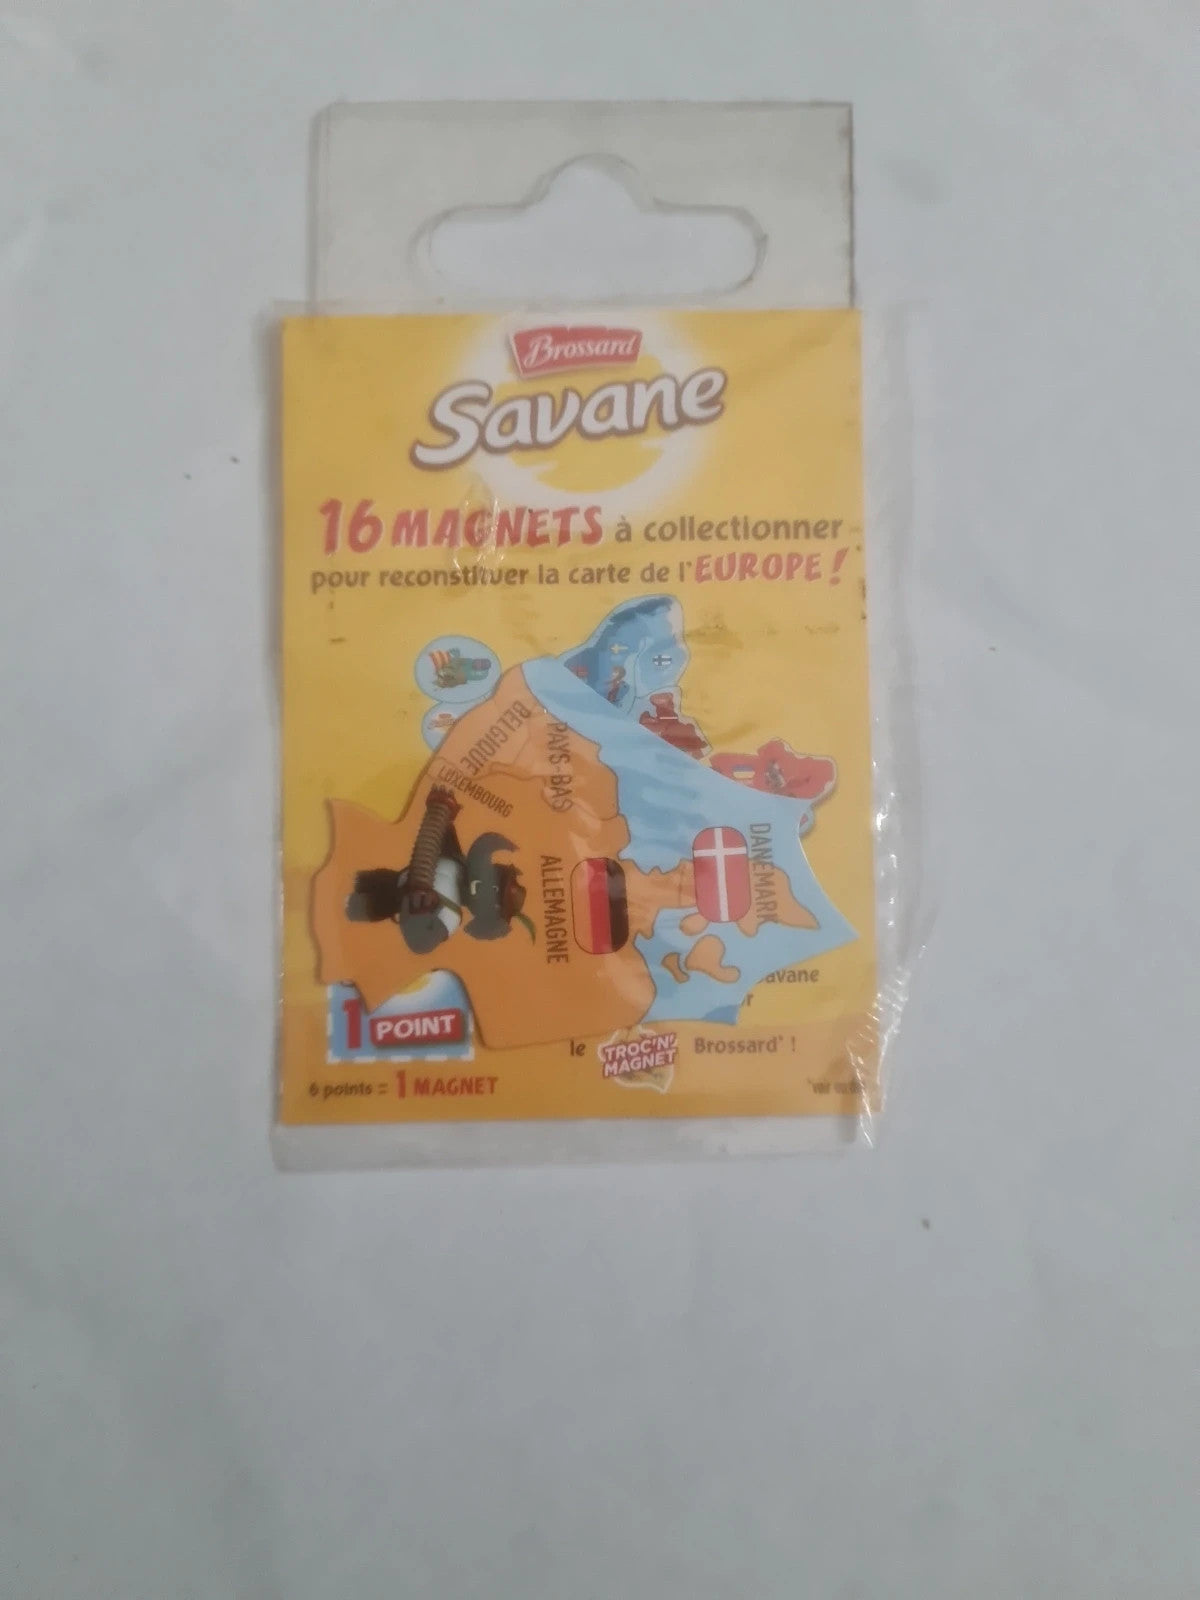 Brossard
Savane
16 MAGNETS à collectionner
pour reconstituer la carte de l'EUROPE !
BELGIQUE
PAYS-BAS
LUXEMBOURG
ALLEMAGNE
DANEMARK
avane
1 POINT
le TROC'N' MAGNET Brossard* !
6 points = 1 MAGNET
*voir